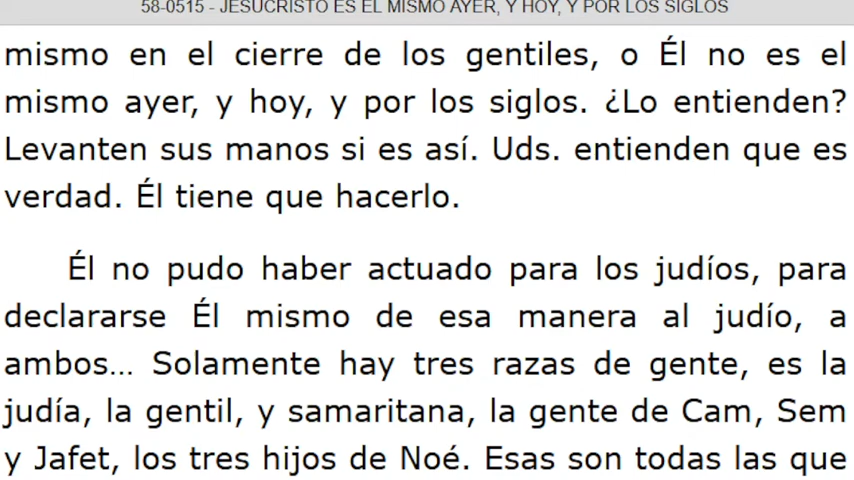 58-0515 - JESUCRISTO ES EL MISMO AYER, Y HOY, Y POR LOS SIGLOS
mismo en el cierre de los gentiles, o Él no es el
mismo ayer, y hoy, y por los siglos. ¿Lo entienden?
Levanten sus manos si es así. Uds. entienden que es
verdad. Él tiene que hacerlo.
Él no pudo haber actuado para los judíos, para
declararse Él mismo de esa manera al judío, a
ambos... Solamente hay tres razas de gente, es la
judía, la gentil, y samaritana, la gente de Cam, Sem
y Jafet, los tres hijos de Noé. Esas son todas las que